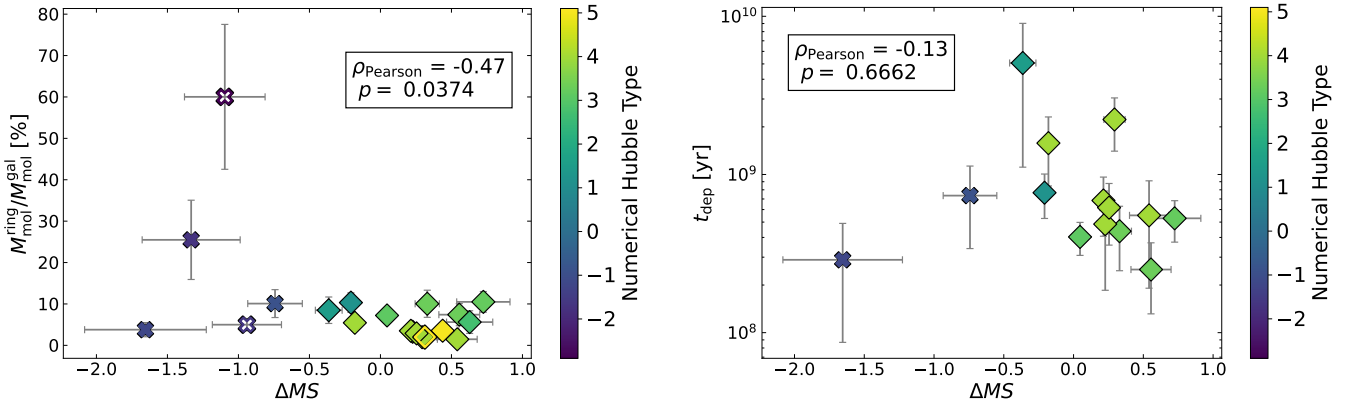 80
70
60
50
40
30
20
10
0
M_mol^ring/M_mol^gal [%]
ρPearson = -0.47
p = 0.0374
−2.0 −1.5 −1.0 −0.5 0.0 0.5 1.0
ΔMS
5
4
3
2
1
0
−1
−2
Numerical Hubble Type
10^10
10^9
10^8
t_dep [yr]
ρPearson = -0.13
p = 0.6662
−2.0 −1.5 −1.0 −0.5 0.0 0.5 1.0
ΔMS
5
4
3
2
1
0
−1
−2
Numerical Hubble Type